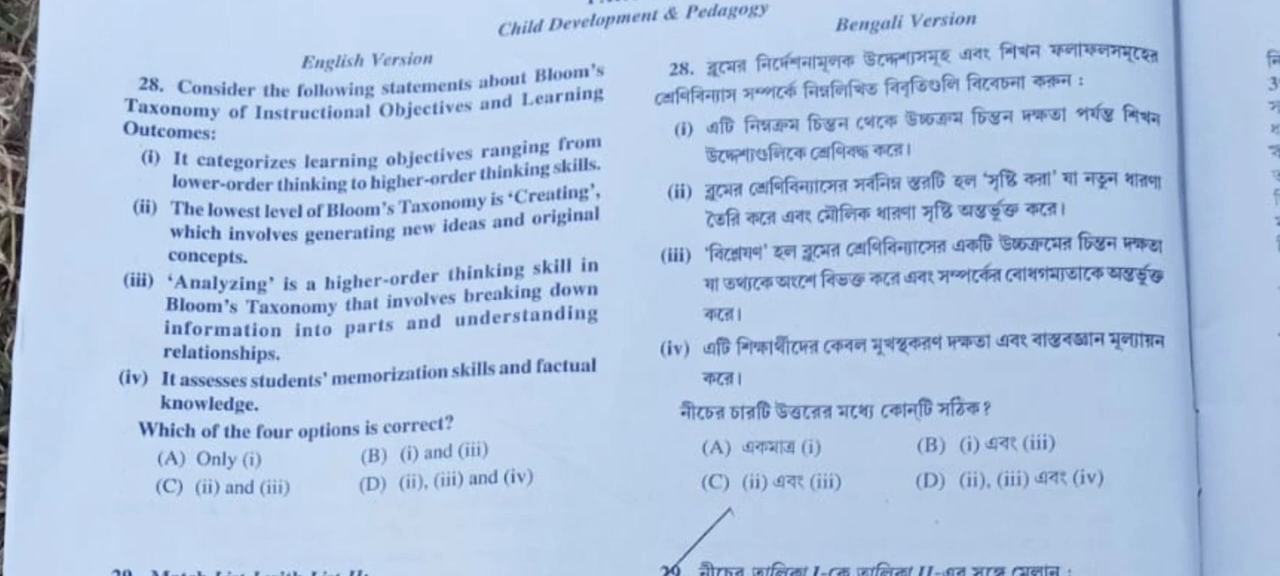 Child Development & Pedagogy
English Version
28. Consider the following statements about Bloom's
Taxonomy of Instructional Objectives and Learning
Outcomes:
(i) It categorizes learning objectives ranging from
lower-order thinking to higher-order thinking skills.
(ii) The lowest level of Bloom's Taxonomy is 'Creating',
which involves generating new ideas and original
concepts.
(iii) 'Analyzing' is a higher-order thinking skill in
Bloom's Taxonomy that involves breaking down
information into parts and understanding
relationships.
(iv) It assesses students' memorization skills and factual
knowledge.
Which of the four options is correct?
(A) Only (i) (B) (i) and (iii)
(C) (ii) and (iii) (D) (ii), (iii) and (iv)
Bengali Version
28. ব্লুমের নির্দেশনামূলক উদ্দেশ্যসমূহ এবং শিখন ফলাফলসমূহের
শ্রেণিবিন্যাস সম্পর্কে নিম্নলিখিত বিবৃতিগুলি বিবেচনা করুন :
(i) এটি নিম্নক্রম চিন্তন থেকে উচ্চক্রম চিন্তন দক্ষতা পর্যন্ত শিখন
উদ্দেশ্যগুলিকে শ্রেণিবদ্ধ করে।
(ii) ব্লুমের শ্রেণিবিন্যাসের সর্বনিম্ন স্তরটি হল 'সৃষ্টি করা' যা নতুন ধারণা
তৈরি করে এবং মৌলিক ধারণা সৃষ্টি অন্তর্ভুক্ত করে।
(iii) 'বিশ্লেষণ' হল ব্লুমের শ্রেণিবিন্যাসের একটি উচ্চক্রমের চিন্তন দক্ষতা
যা তথ্যকে অংশে বিভক্ত করে এবং সম্পর্কের বোধগম্যতাকে অন্তর্ভুক্ত
করে।
(iv) এটি শিক্ষার্থীদের কেবল মুখস্থকরণ দক্ষতা এবং বাস্তবজ্ঞান মূল্যায়ন
করে।
নীচের চারটি উত্তরের মধ্যে কোন্‌টি সঠিক?
(A) একমাত্র (i) (B) (i) এবং (iii)
(C) (ii) এবং (iii) (D) (ii), (iii) এবং (iv)
29. নীচের তালিকা I-কে তালিকা II-এর সাথে মেলান :